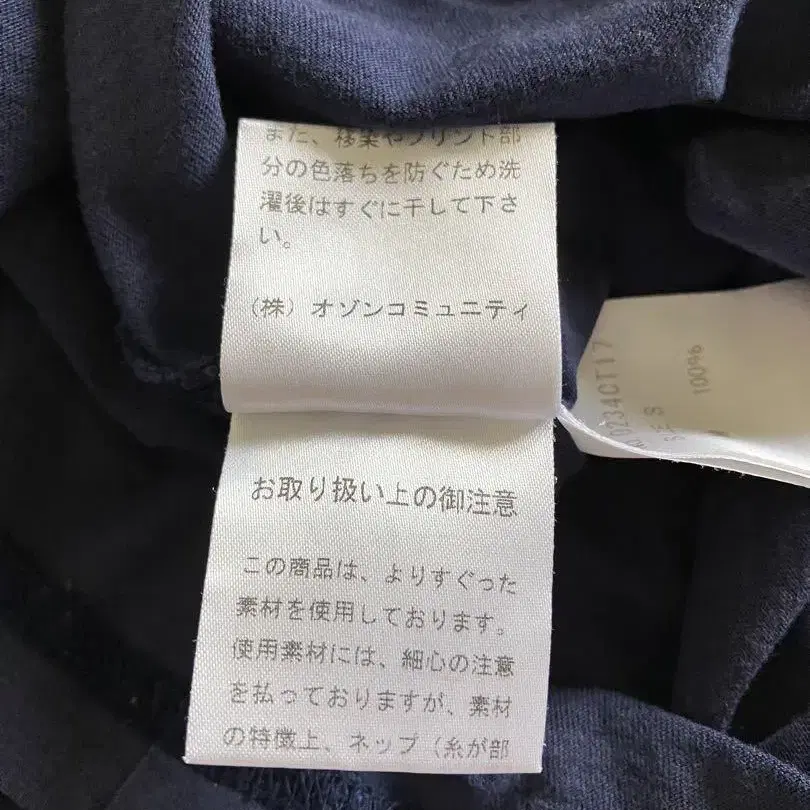 また、移染やプリント部
分の色落ちを防ぐため洗
濯後はすぐに干して下さ
い。
（株）オゾンコミュニティ
お取り扱い上の御注意
この商品は、よりすぐった
素材を使用しております。
使用素材には、細心の注意
を払っておりますが、素材
の特徴上、ネップ（糸が部
0234CT17
S
100%